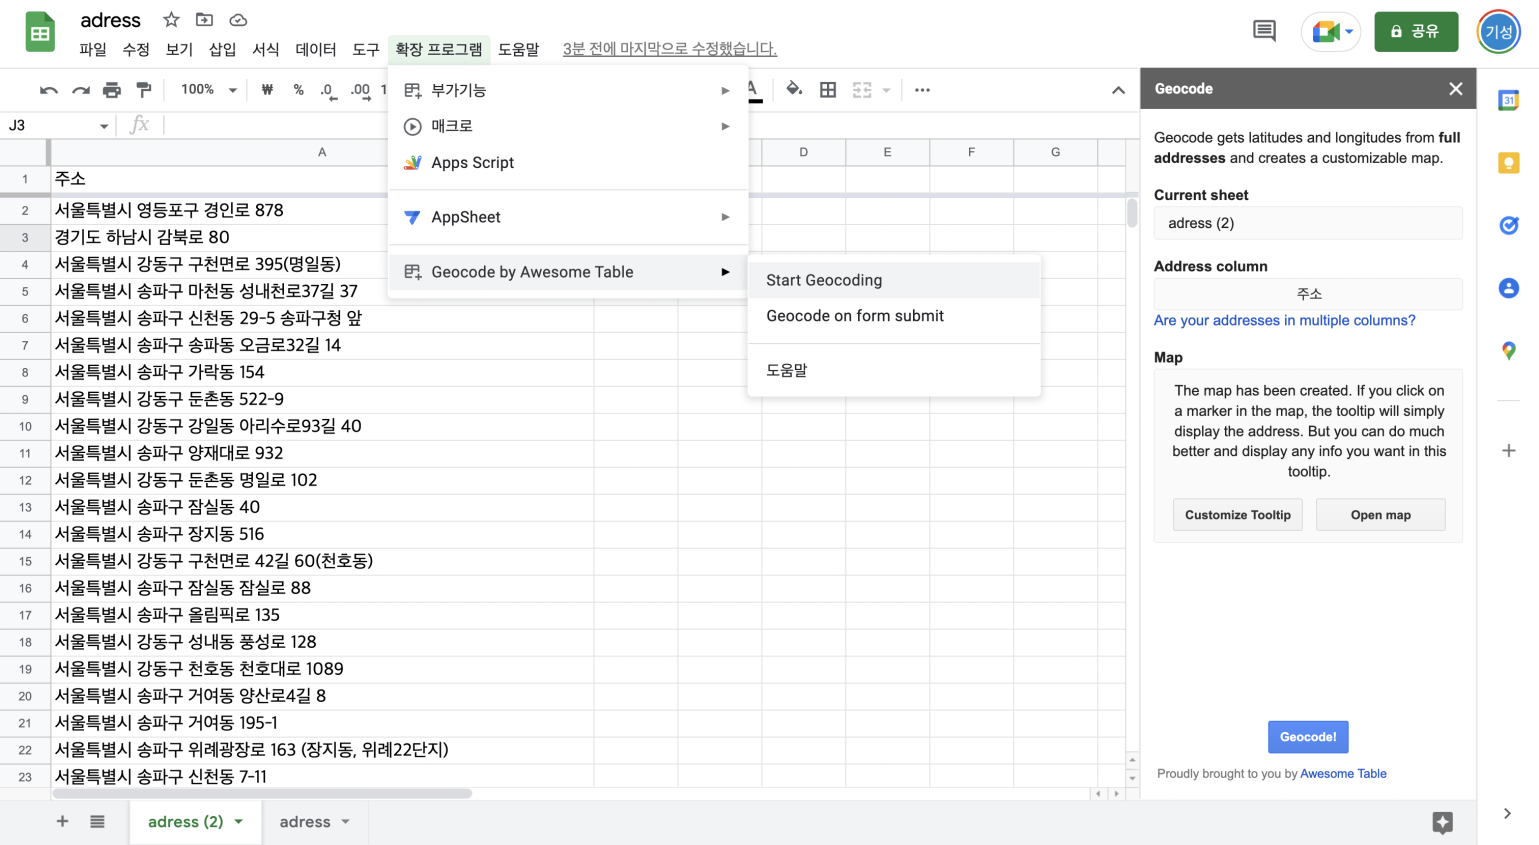 adress
파일 수정 보기 삽입 서식 데이터 도구 확장 프로그램 도움말 3분 전에 마지막으로 수정했습니다.
공유
기성
100% ₩ % .0 .00 1 A
J3 fx
부가기능
매크로
Apps Script
AppSheet
Geocode by Awesome Table
Start Geocoding
Geocode on form submit
도움말
A D E F G
1 주소
2 서울특별시 영등포구 경인로 878
3 경기도 하남시 감북로 80
4 서울특별시 강동구 구천면로 395(명일동)
5 서울특별시 송파구 마천동 성내천로37길 37
6 서울특별시 송파구 신천동 29-5 송파구청 앞
7 서울특별시 송파구 송파동 오금로32길 14
8 서울특별시 송파구 가락동 154
9 서울특별시 강동구 둔촌동 522-9
10 서울특별시 강동구 강일동 아리수로93길 40
11 서울특별시 송파구 양재대로 932
12 서울특별시 강동구 둔촌동 명일로 102
13 서울특별시 송파구 잠실동 40
14 서울특별시 송파구 장지동 516
15 서울특별시 강동구 구천면로 42길 60(천호동)
16 서울특별시 송파구 잠실동 잠실로 88
17 서울특별시 송파구 올림픽로 135
18 서울특별시 강동구 성내동 풍성로 128
19 서울특별시 강동구 천호동 천호대로 1089
20 서울특별시 송파구 거여동 양산로4길 8
21 서울특별시 송파구 거여동 195-1
22 서울특별시 송파구 위례광장로 163 (장지동, 위례22단지)
23 서울특별시 송파구 신천동 7-11
adress (2) adress
Geocode
Geocode gets latitudes and longitudes from full
addresses and creates a customizable map.
Current sheet
adress (2)
Address column
주소
Are your addresses in multiple columns?
Map
The map has been created. If you click on
a marker in the map, the tooltip will simply
display the address. But you can do much
better and display any info you want in this
tooltip.
Customize Tooltip Open map
Geocode!
Proudly brought to you by Awesome Table
31